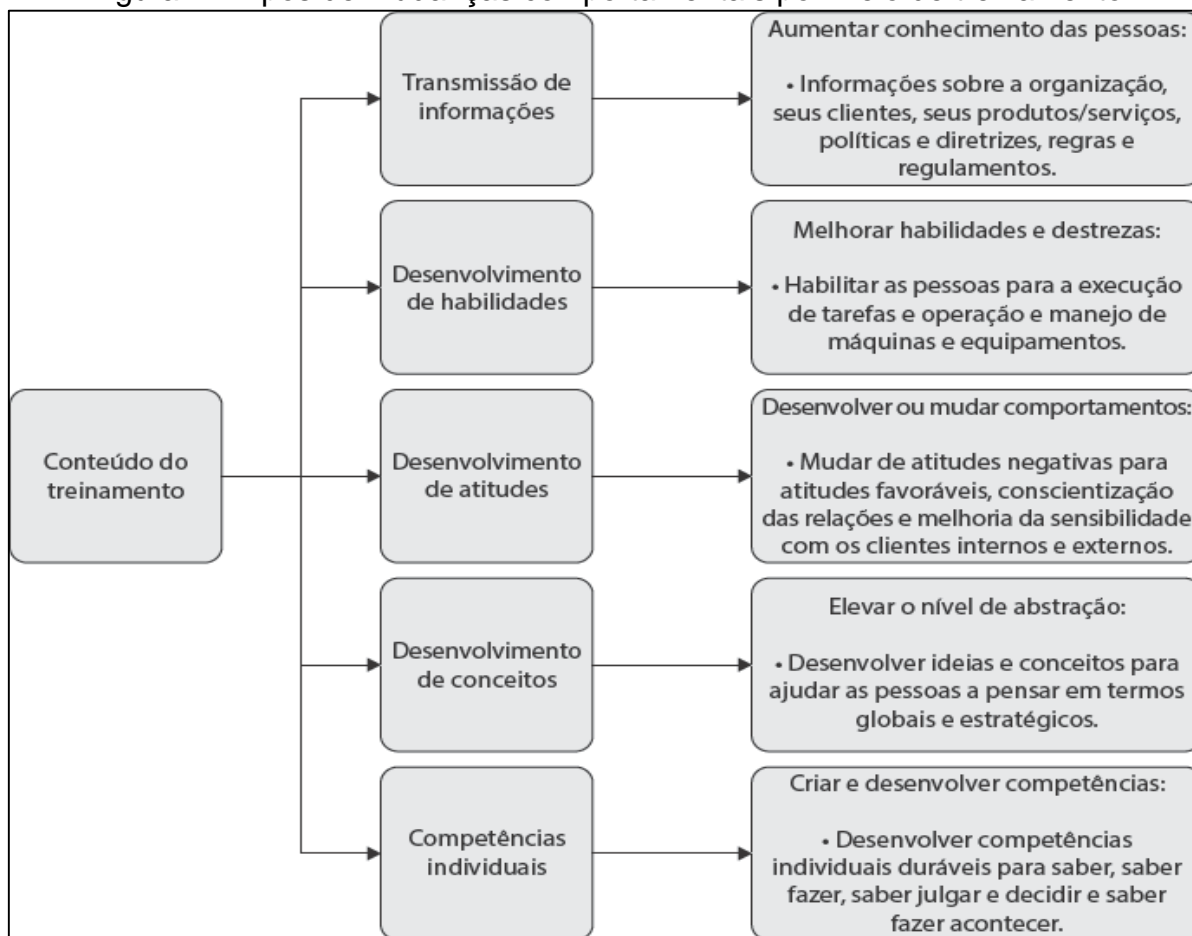 Aumentar conhecimento das pessoas:
• Informações sobre a organização,
seus clientes, seus produtos/serviços,
políticas e diretrizes, regras e
regulamentos.
Transmissão de
informações
Melhorar habilidades e destrezas:
• Habilitar as pessoas para a execução
de tarefas e operação e manejo de
máquinas e equipamentos.
Desenvolvimento
de habilidades
Conteúdo do
treinamento
Desenvolvimento
de atitudes
Desenvolver ou mudar comportamentos:
• Mudar de atitudes negativas para
atitudes favoráveis, conscientização
das relações e melhoria da sensibilidade
com os clientes internos e externos.
Desenvolvimento
de conceitos
Elevar o nível de abstração:
• Desenvolver ideias e conceitos para
ajudar as pessoas a pensar em termos
globais e estratégicos.
Competências
individuais
Criar e desenvolver competências:
• Desenvolver competências
individuais duráveis para saber, saber
fazer, saber julgar e decidir e saber
fazer acontecer.